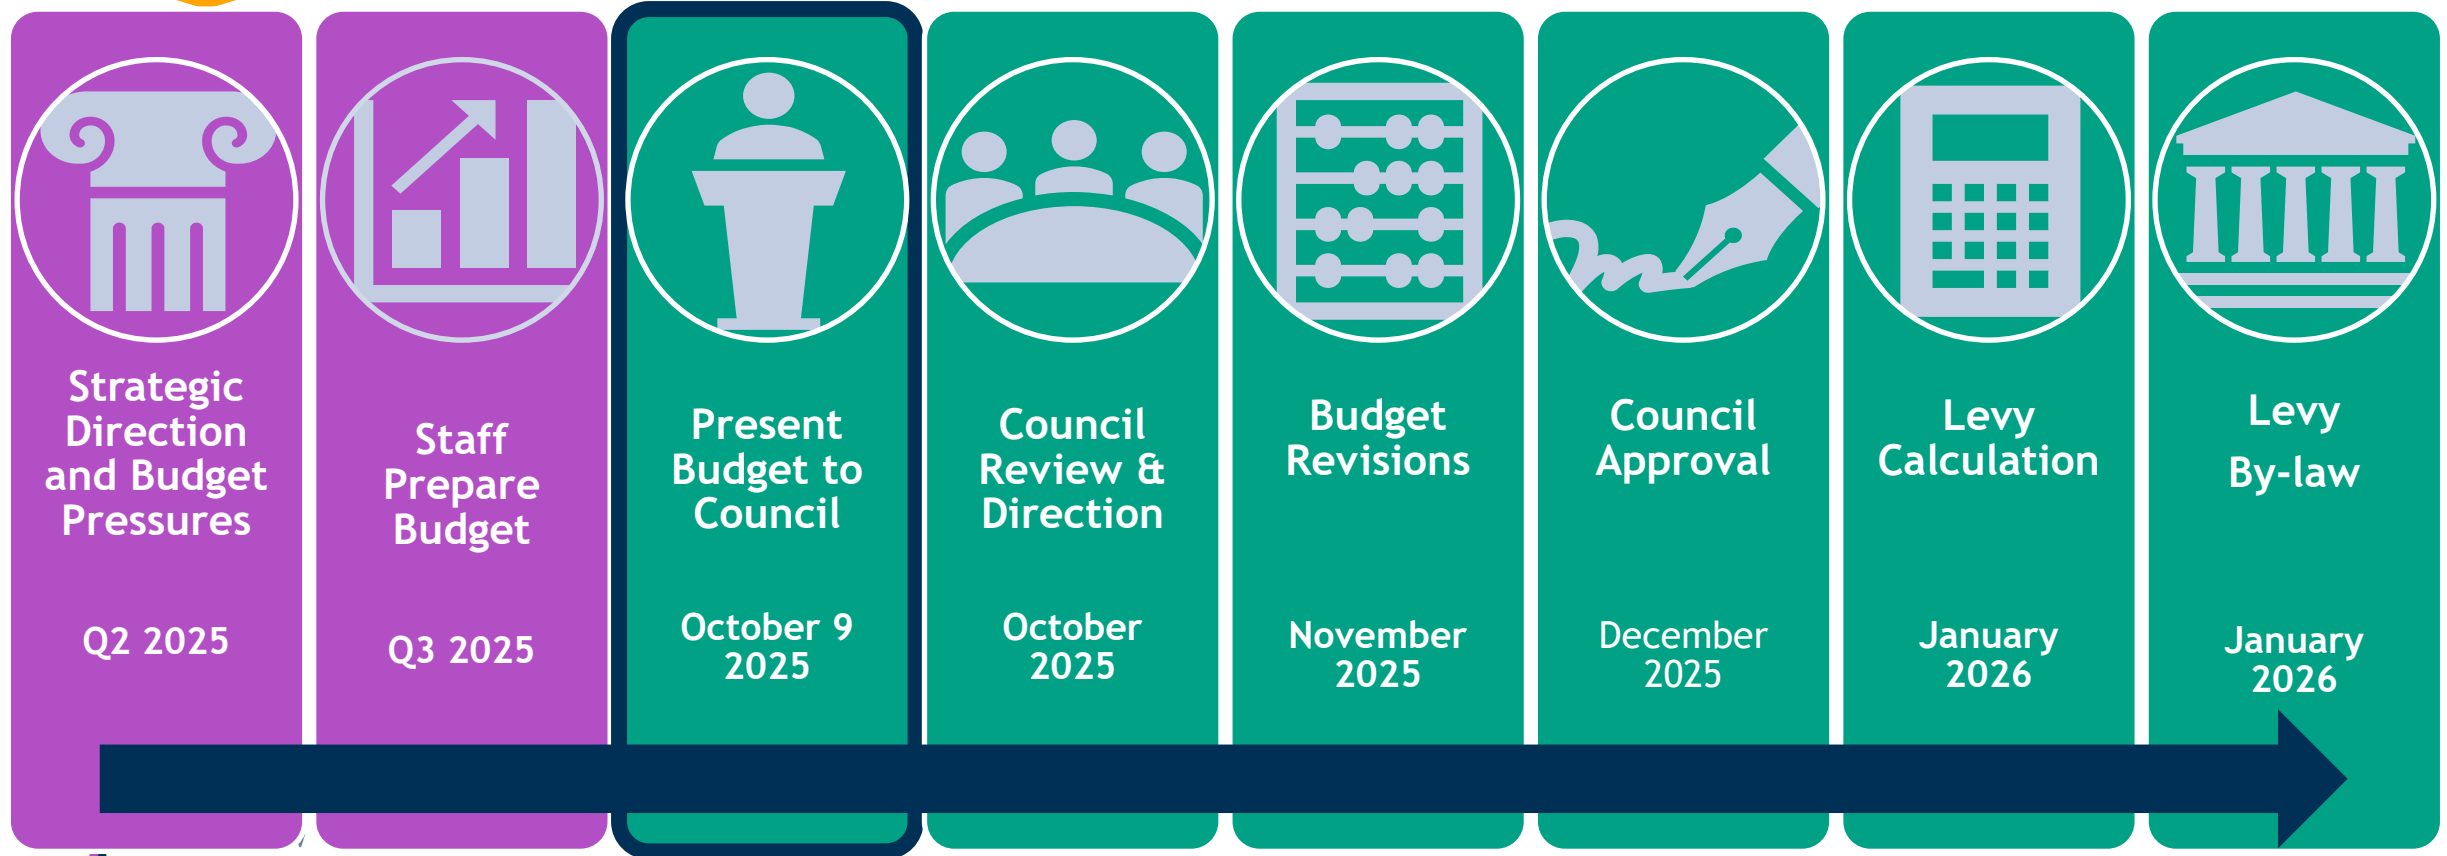 Strategic
Direction
and Budget
Pressures
Q2 2025
Staff
Prepare
Budget
Q3 2025
Present
Budget to
Council
October 9
2025
Council
Review &
Direction
October
2025
Budget
Revisions
November
2025
Council
Approval
December
2025
Levy
Calculation
January
2026
Levy
By-law
January
2026